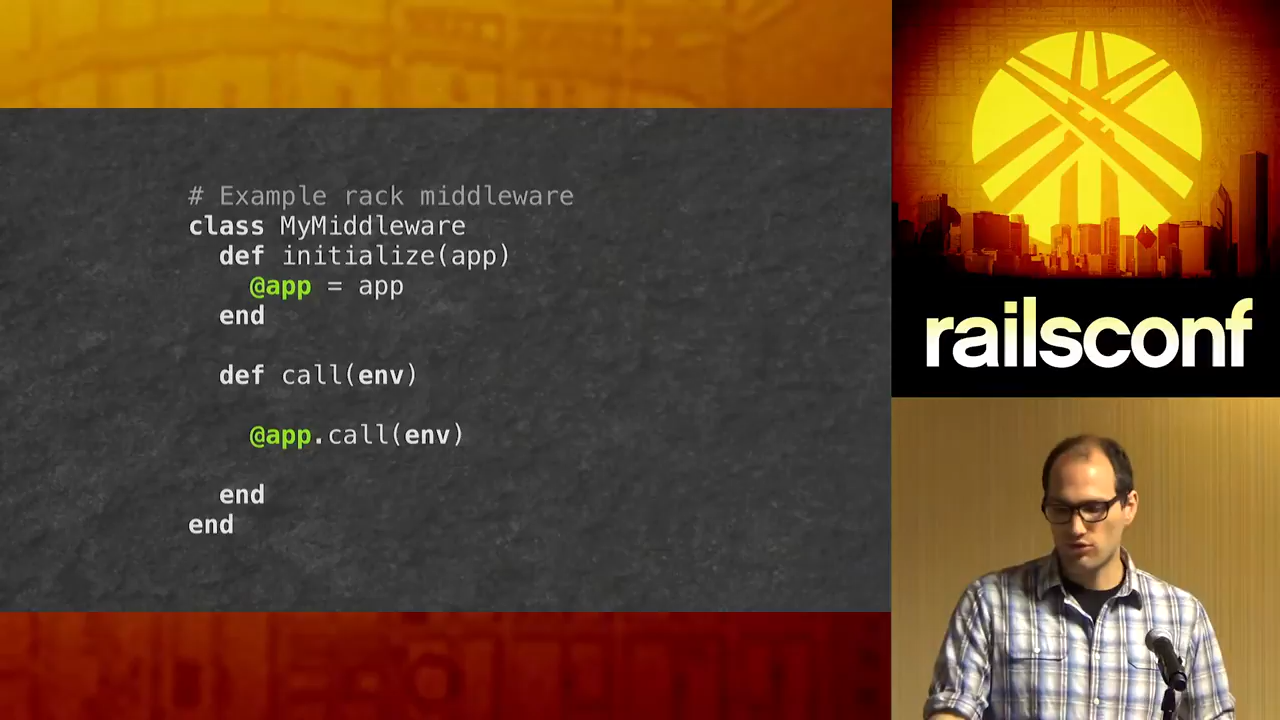 # Example rack middleware
class MyMiddleware
def initialize(app)
@app = app
end
def call(env)
@app.call(env)
end
end
railsconf